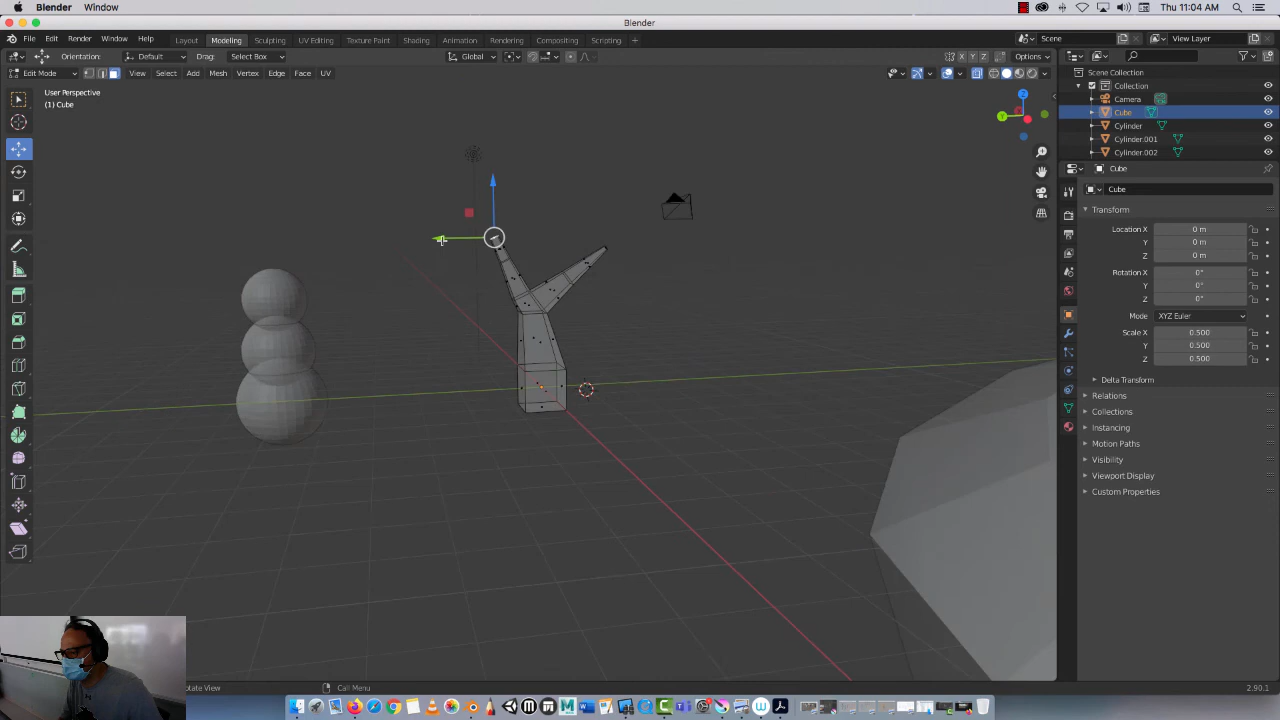 Blender Window Thu 11:04 AM
Blender
File Edit Render Window Help Layout Modeling Sculpting UV Editing Texture Paint Shading Animation Rendering Compositing Scripting + Scene View Layer
Orientation: Default Drag: Select Box Global X Y Z Options
Edit Mode View Select Add Mesh Vertex Edge Face UV
User Perspective
(1) Cube
Z
Y
Scene Collection
Collection
Camera
Cube
Cylinder
Cylinder.001
Cylinder.002
Cube
Cube
Transform
Location X 0 m
Y 0 m
Z 0 m
Rotation X 0°
Y 0°
Z 0°
Mode XYZ Euler
Scale X 0.500
Y 0.500
Z 0.500
Delta Transform
Relations
Collections
Instancing
Motion Paths
Visibility
Viewport Display
Custom Properties
otate View Call Menu 2.90.1